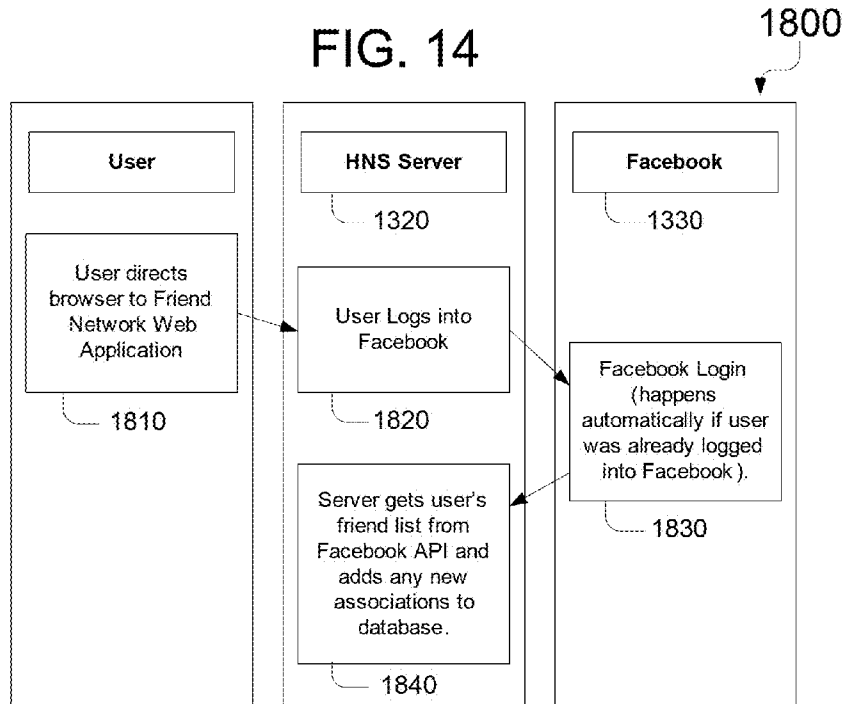 FIG. 14
1800
User
HNS Server
1320
Facebook
1330
User directs
browser to Friend
Network Web
Application
1810
User Logs into
Facebook
1820
Facebook Login
(happens
automatically if user
was already logged
into Facebook).
1830
Server gets user's
friend list from
Facebook API and
adds any new
associations to
database.
1840